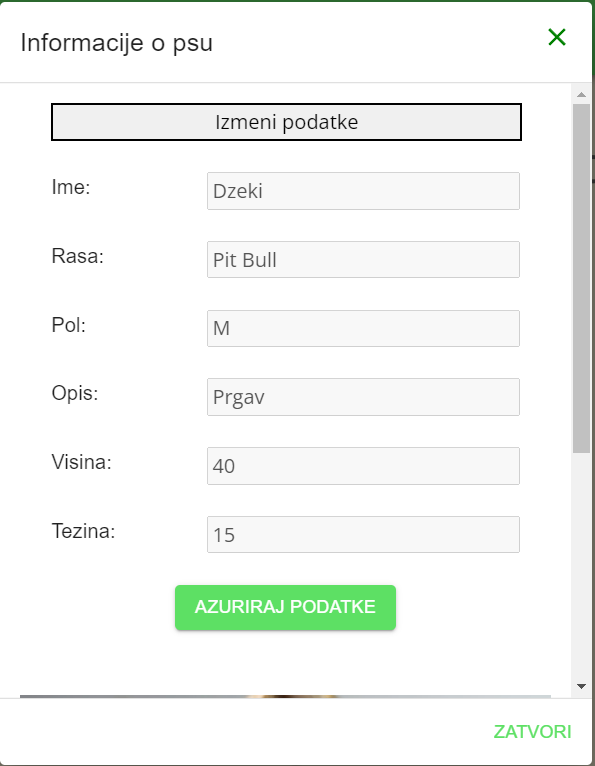 Informacije o psu
Izmeni podatke
Ime: Dzeki
Rasa: Pit Bull
Pol: M
Opis: Prgav
Visina: 40
Tezina: 15
AZURIRAJ PODATKE
ZATVORI